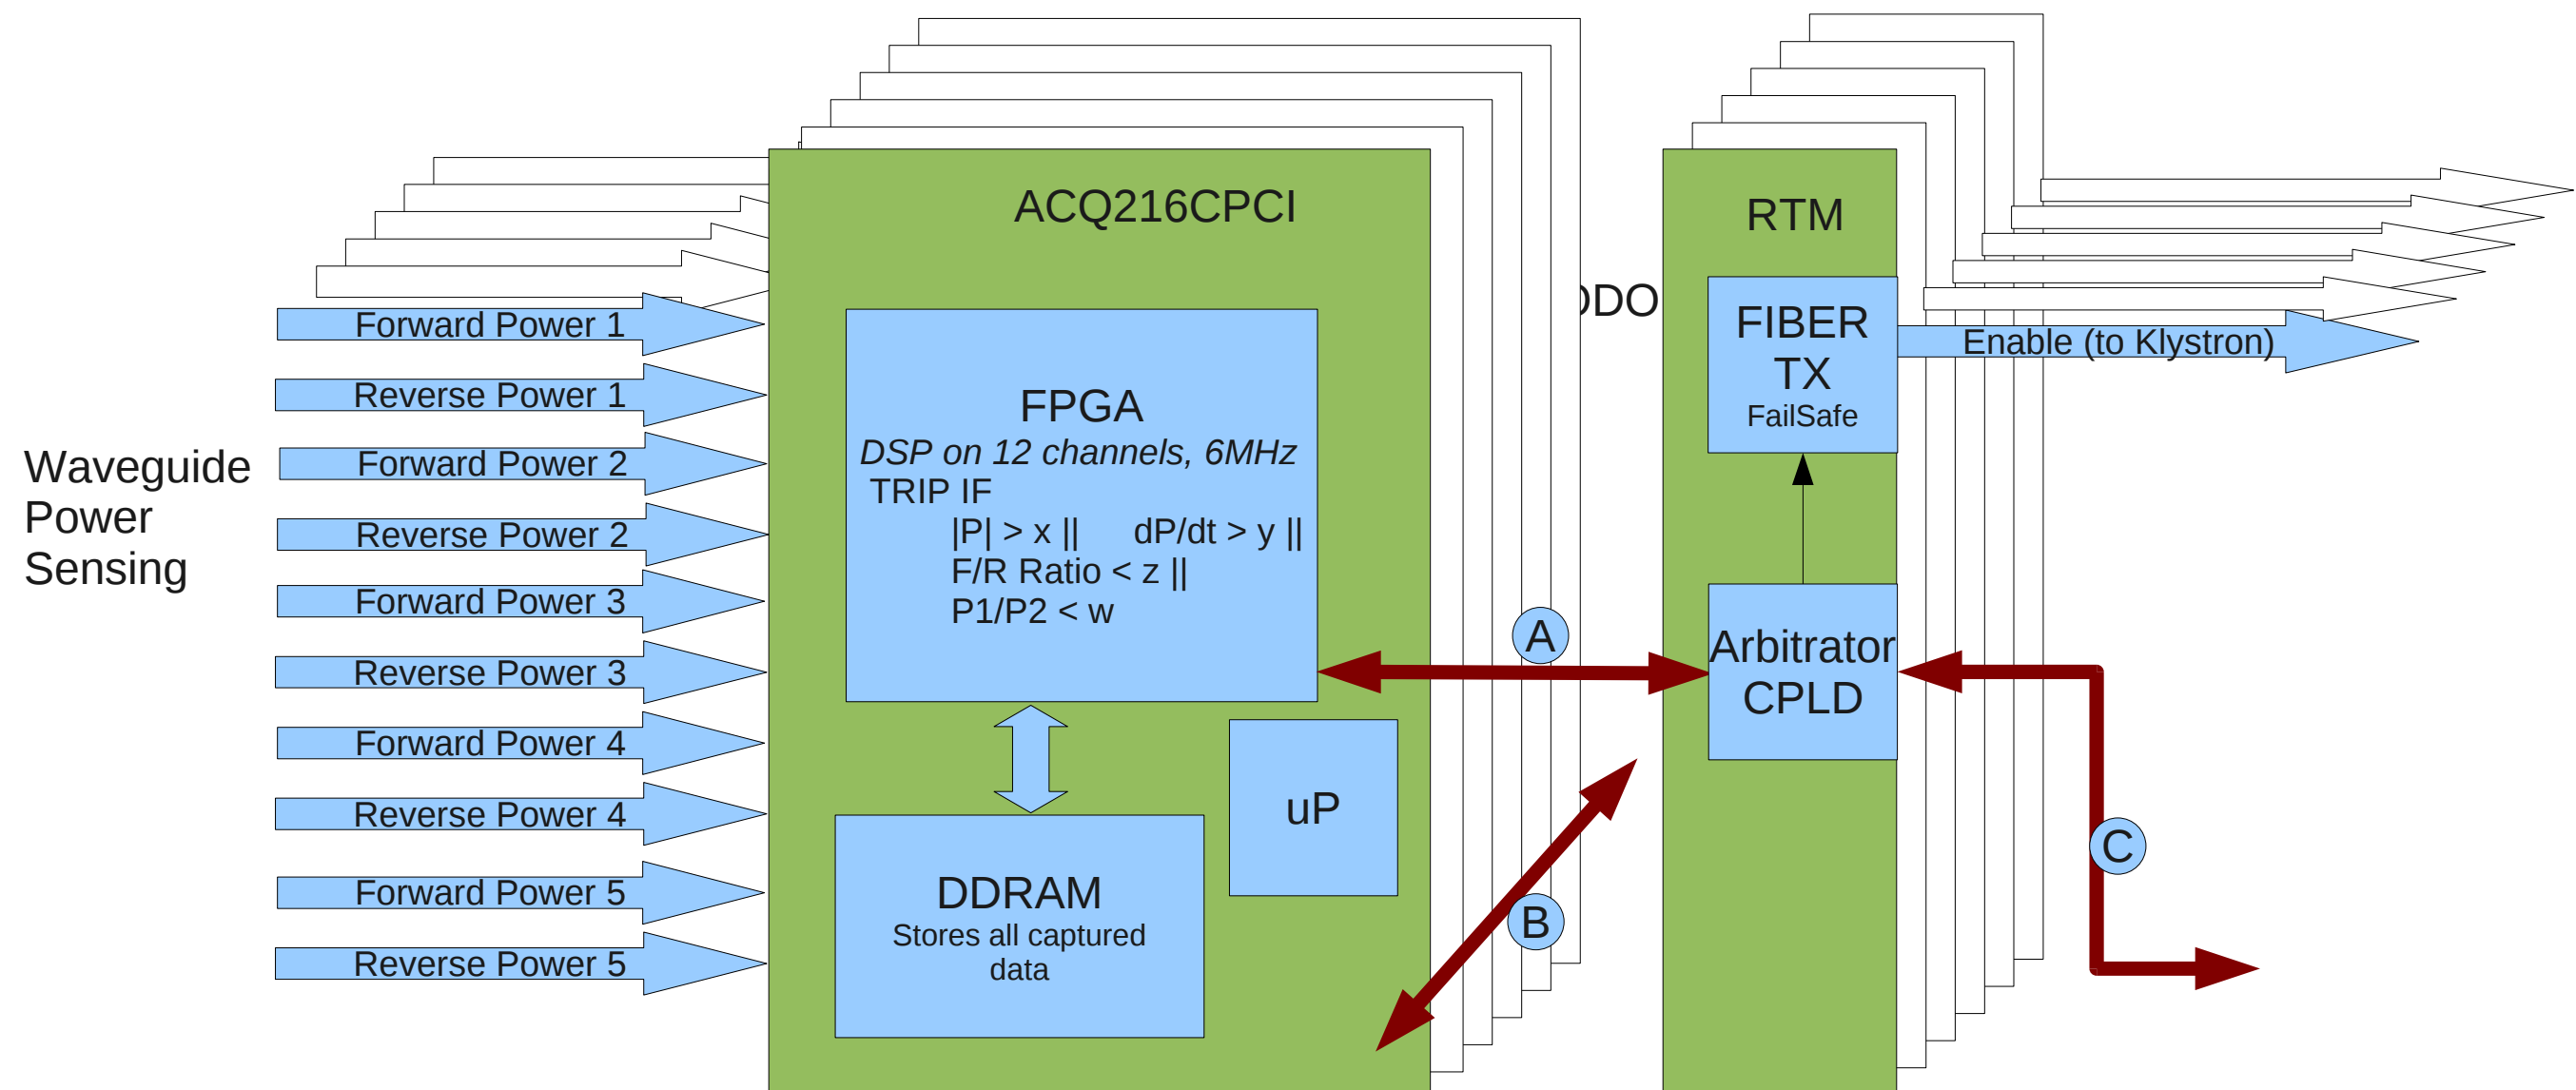 Waveguide
Power
Sensing
Forward Power 1
Reverse Power 1
Forward Power 2
Reverse Power 2
Forward Power 3
Reverse Power 3
Forward Power 4
Reverse Power 4
Forward Power 5
Reverse Power 5
ACQ216CPCI
FPGA
DSP on 12 channels, 6MHz
TRIP IF
|P| > x || dP/dt > y ||
F/R Ratio < z ||
P1/P2 < w
DDRAM
Stores all captured
data
uP
A
B
RTM
FIBER
TX
FailSafe
Arbitrator
CPLD
Enable (to Klystron)
C